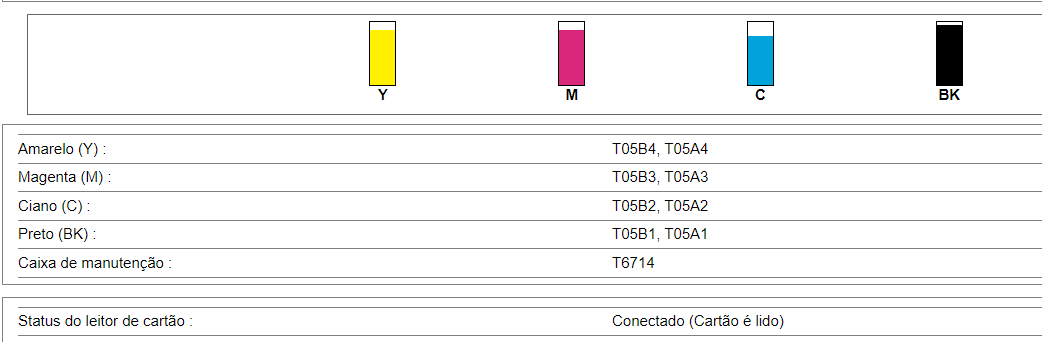 Y M C BK
Amarelo (Y) : T05B4, T05A4
Magenta (M) : T05B3, T05A3
Ciano (C) : T05B2, T05A2
Preto (BK) : T05B1, T05A1
Caixa de manutenção : T6714
Status do leitor de cartão : Conectado (Cartão é lido)